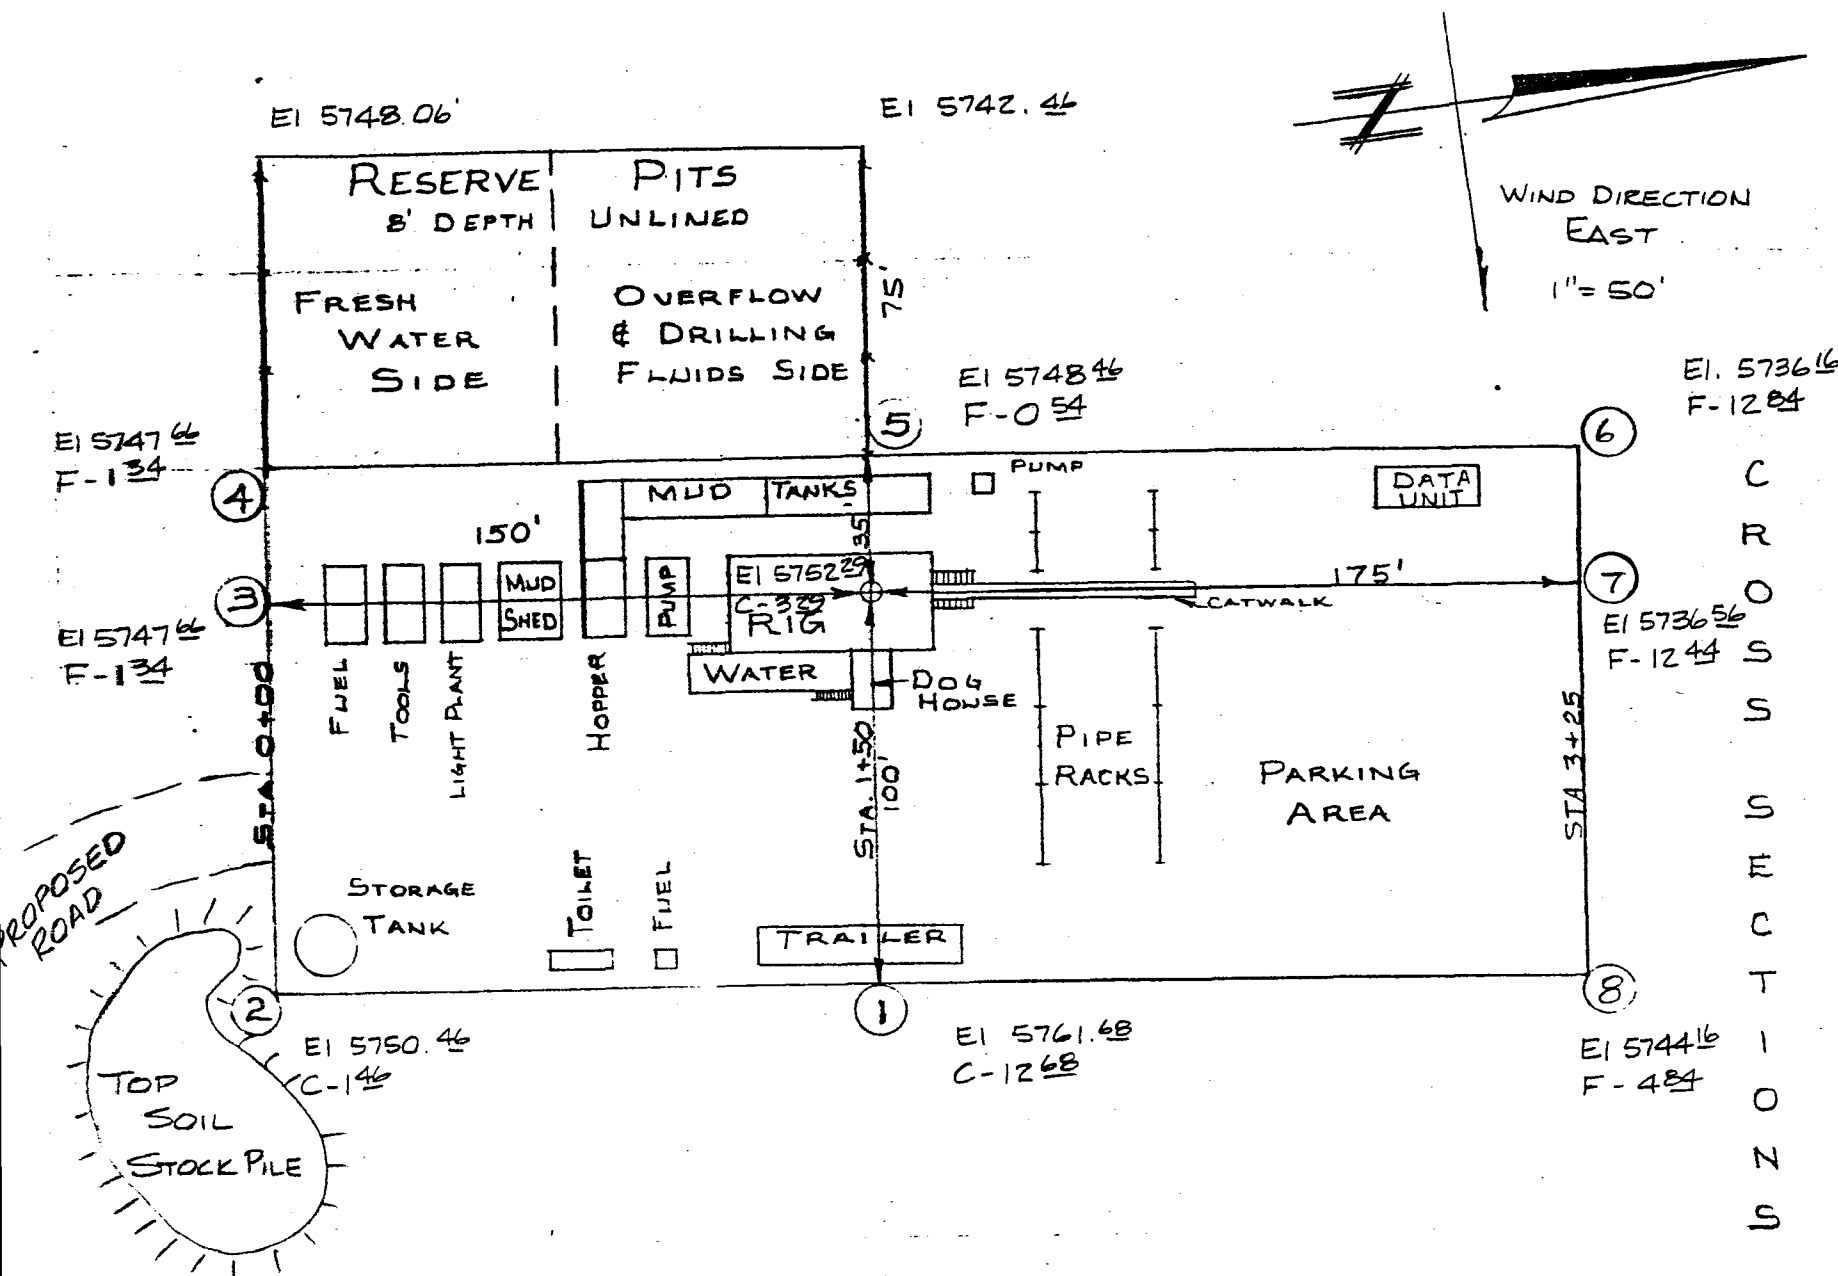 El 5748.06'
El 5742.46
N
WIND DIRECTION
EAST
1"=50'
RESERVE PITS
8' DEPTH UNLINED
FRESH
WATER
SIDE
OVERFLOW
& DRILLING
FLUIDS SIDE
75'
El 5748 46
F-0 54
El. 5736 16
F-12 84
El 5747 66
F-1 34
4
5
6
MUD TANKS
PUMP
DATA
UNIT
150'
35'
175'
3
7
El 5747 66
F-1 34
MUD
SHED
PUMP
El 5752 29
C-3 29
RIG
CATWALK
El 5736 56
F-12 44
FUEL
TOOLS
LIGHT PLANT
HOPPER
WATER
DOG
HOUSE
PIPE
RACKS
PARKING
AREA
STA 0+00
STA. 1+50
100'
STA 3+25
PROPOSED
ROAD
STORAGE
TANK
TOILET
FUEL
TRAILER
2
1
8
El 5750.46
C-1 46
El 5761.68
C-12 68
El 5744 16
F-4 84
TOP
SOIL
STOCK PILE
CROSS SECTIONS